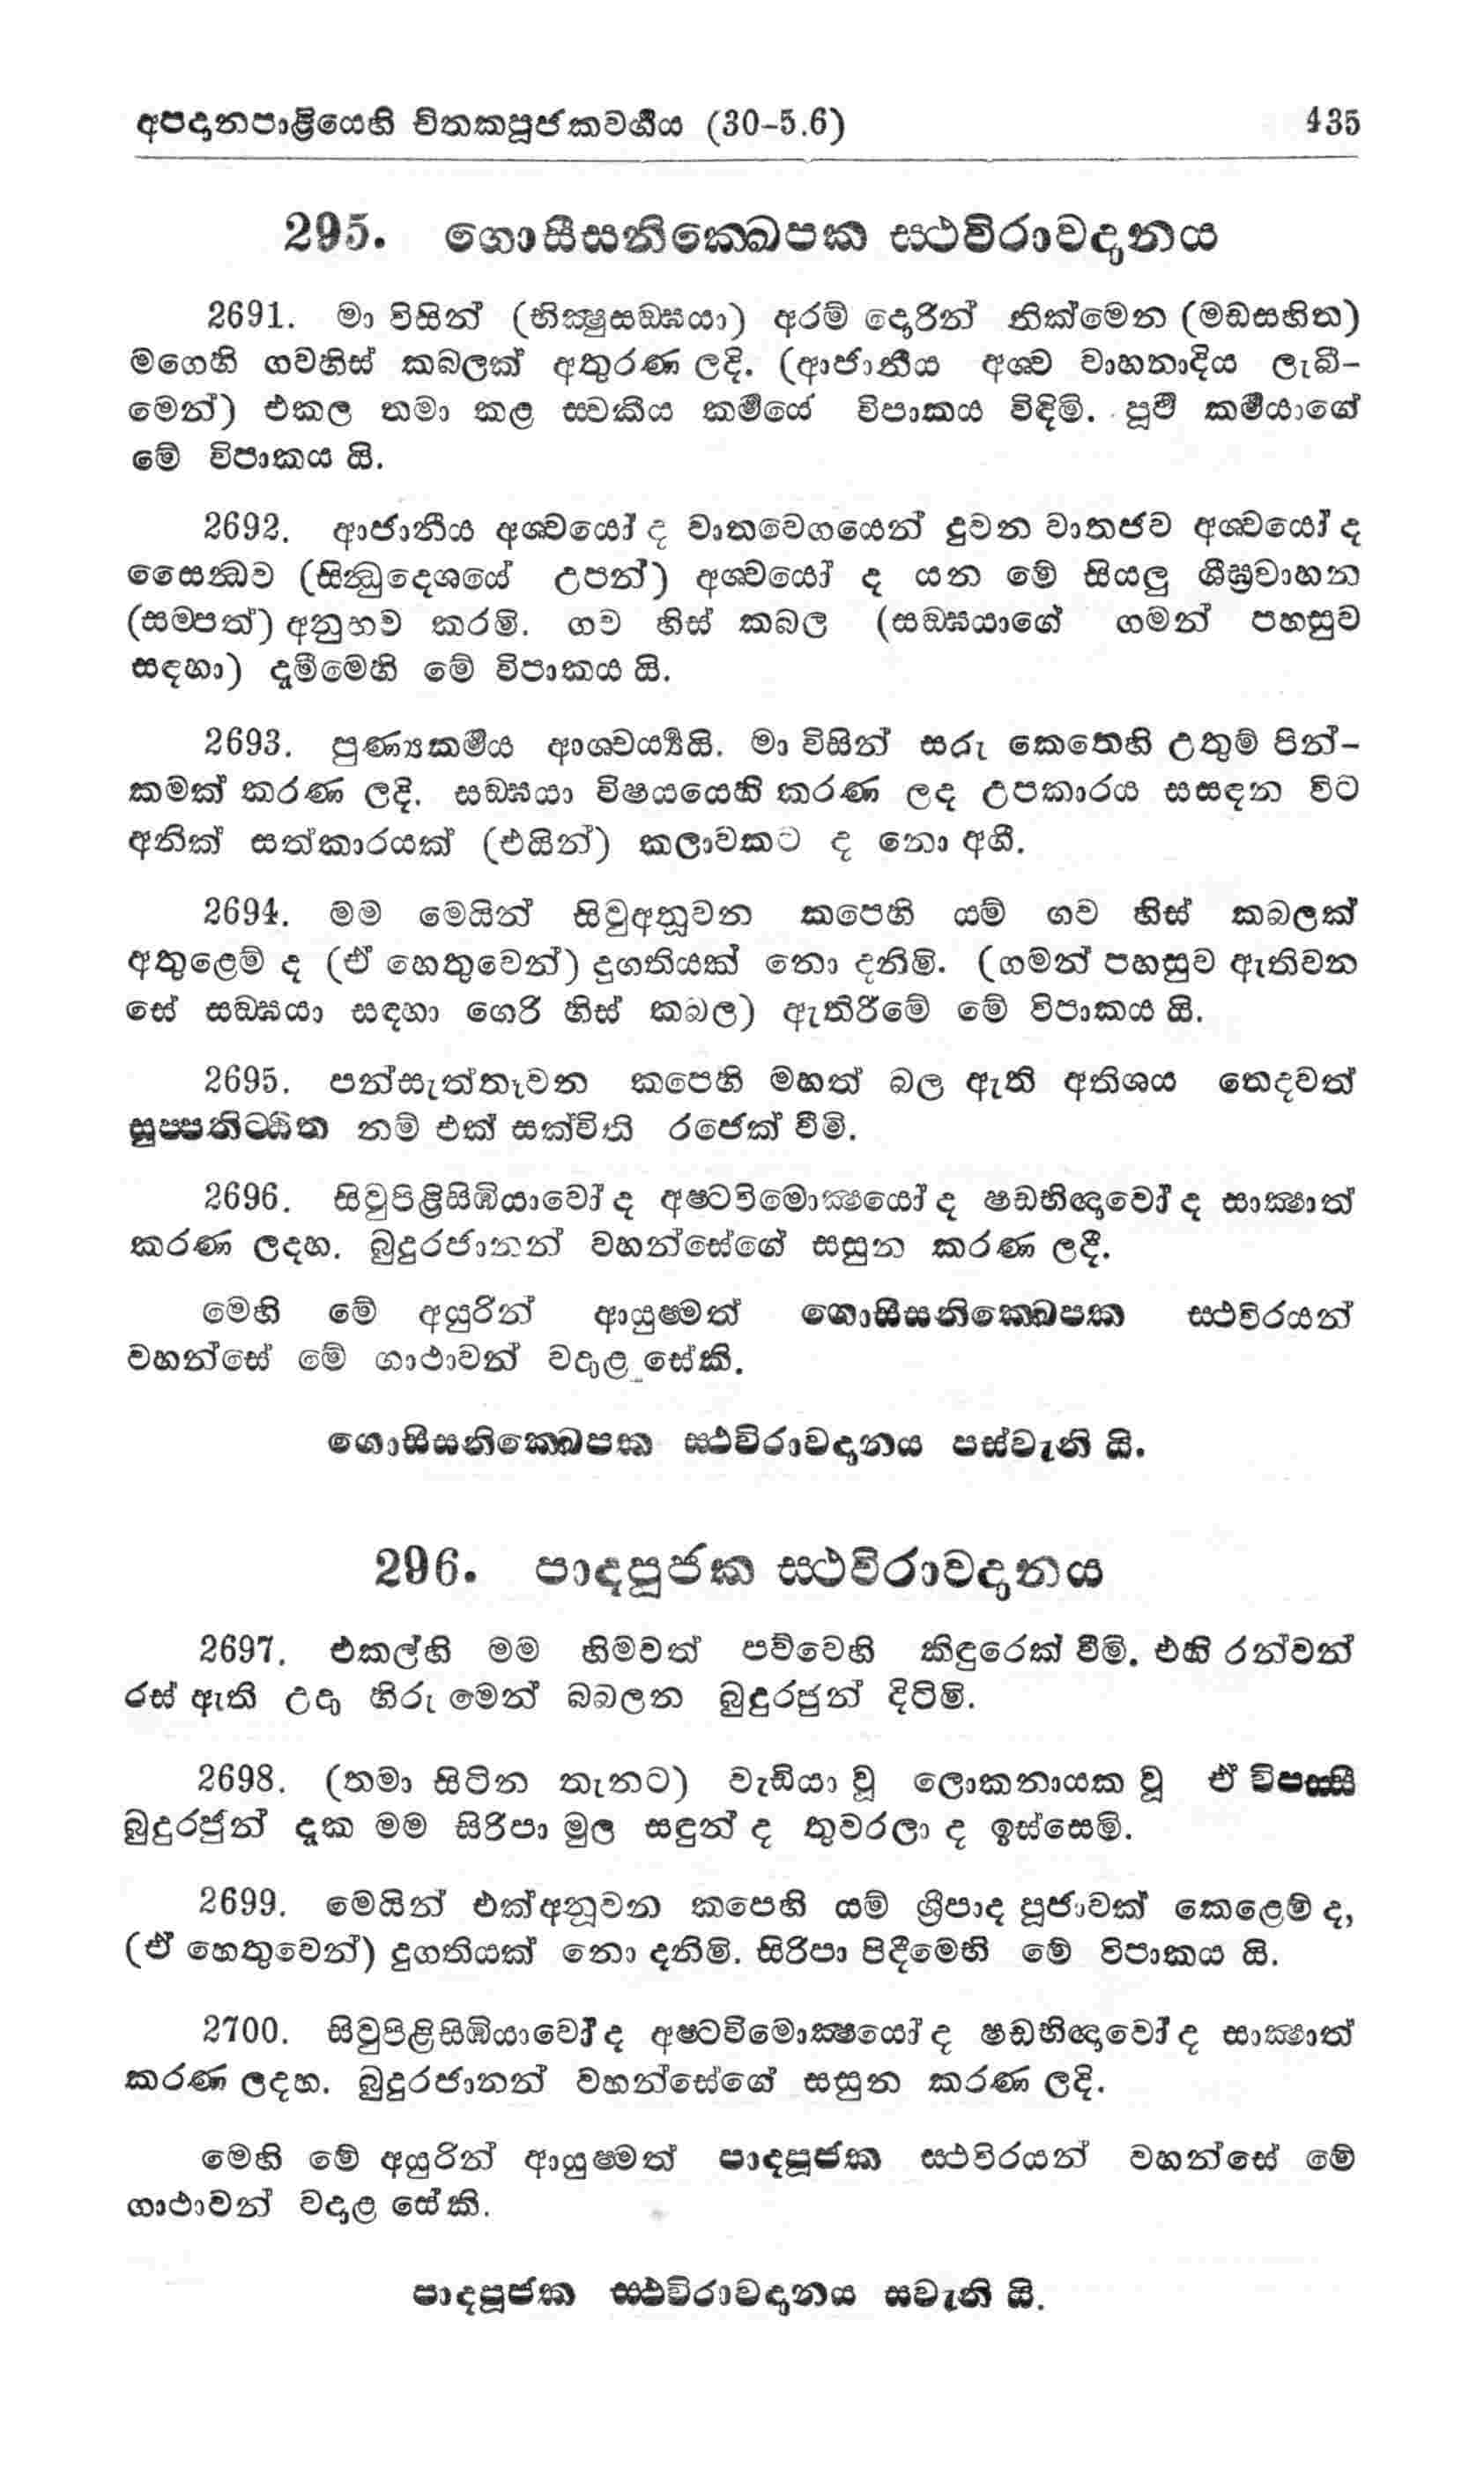 අපදානපාළියෙහි චිතකපූජකවර්ගය (30-5.6) 435
295. ගොසීසනික්ඛෙපක ස්ථවිරාවදානය
2691. මා විසින් (භික්ෂුසඞ්ඝයා) අරම් දොරින් නික්මෙන (මඩසහිත)
මගෙහි ගවහිස් කබලක් අතුරණ ලදි. (ආජානීය අශ්ව වාහනාදිය ලැබී-
මෙන්) එකල තමා කළ ස්වකීය කර්මයේ විපාකය විඳිමි. පූර්ව කර්මයාගේ
මේ විපාකය යි.
2692. ආජානීය අශ්වයෝ ද වාතවෙගයෙන් දුවන වාතජව අශ්වයෝ ද
සෛන්ධව (සින්ධුදෙශයේ උපන්) අශ්වයෝ ද යන මේ සියලු ශීඝ්‍රවාහන
(සම්පත්) අනුභව කරමි. ගව හිස් කබල (සඞ්ඝයාගේ ගමන් පහසුව
සඳහා) දැමීමෙහි මේ විපාකය යි.
2693. පුණ්‍යකර්මය ආශ්චර්‍ය්‍යයි. මා විසින් සරු කෙතෙහි උතුම් පින්-
කමක් කරණ ලදි. සඞ්ඝයා විෂයයෙහි කරණ ලද උපකාරය සසඳන විට
අනික් සත්කාරයක් (එයින්) කලාවකට ද නො අගී.
2694. මම මෙයින් සිවුඅනූවන කපෙහි යම් ගව හිස් කබලක්
අතුළෙම් ද (ඒ හෙතුවෙන්) දුගතියක් නො දනිමි. (ගමන් පහසුව ඇතිවන
සේ සඞ්ඝයා සඳහා ගෙරි හිස් කබල) ඇතිරීමේ මේ විපාකය යි.
2695. පන්සැත්තෑවන කපෙහි මහත් බල ඇති අතිශය තෙදවත්
සුප්පතිට්ඨිත නම් එක් සක්විති රජෙක් වීමි.
2696. සිවුපිළිසිඹියාවෝ ද අෂ්ටවිමොක්ෂයෝ ද ෂඩභිඥාවෝ ද සාක්ෂාත්
කරණ ලදහ. බුදුරජානන් වහන්සේගේ සසුන කරණ ලදී.
මෙහි මේ අයුරින් ආයුෂ්මත් ගොසීසනික්ඛෙපක ස්ථවිරයන්
වහන්සේ මේ ගාථාවන් වදාළ සේකි.
ගොසීසනික්ඛෙපක ස්ථවිරාවදානය පස්වැනි යි.
296. පාදපූජක ස්ථවිරාවදානය
2697. එකල්හි මම හිමවත් පව්වෙහි කිඳුරෙක් වීමි. එහි රන්වන්
රස් ඇති උදා හිරු මෙන් බබලන බුදුරජුන් දිටිමි.
2698. (තමා සිටින තැනට) වැඩියා වූ ලොකනායක වූ ඒ විපස්සී
බුදුරජුන් දැක මම සිරිපා මුල සඳුන් ද තුවරලා ද ඉස්සෙමි.
2699. මෙයින් එක්අනූවන කපෙහි යම් ශ්‍රීපාද පූජාවක් කෙළෙම් ද,
(ඒ හෙතුවෙන්) දුගතියක් නො දනිමි. සිරිපා පිදීමෙහි මේ විපාකය යි.
2700. සිවුපිළිසිඹියාවෝ ද අෂ්ටවිමොක්ෂයෝ ද ෂඩභිඥාවෝ ද සාක්ෂාත්
කරණ ලදහ. බුදුරජානන් වහන්සේගේ සසුන කරණ ලදි.
මෙහි මේ අයුරින් ආයුෂ්මත් පාදපූජක ස්ථවිරයන් වහන්සේ මේ
ගාථාවන් වදාළ සේකි.
පාදපූජක ස්ථවිරාවදානය සවැනි යි.